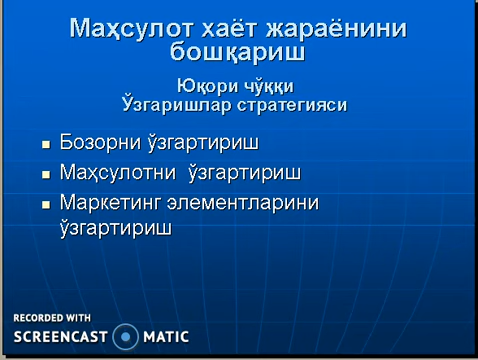 Маҳсулот хаёт жараёнини
бошқариш
Юқори чўққи
Ўзгаришлар стратегияси
Бозорни ўзгартириш
Маҳсулотни ўзгартириш
Маркетинг элементларини
ўзгартириш
RECORDED WITH
SCREENCAST MATIC